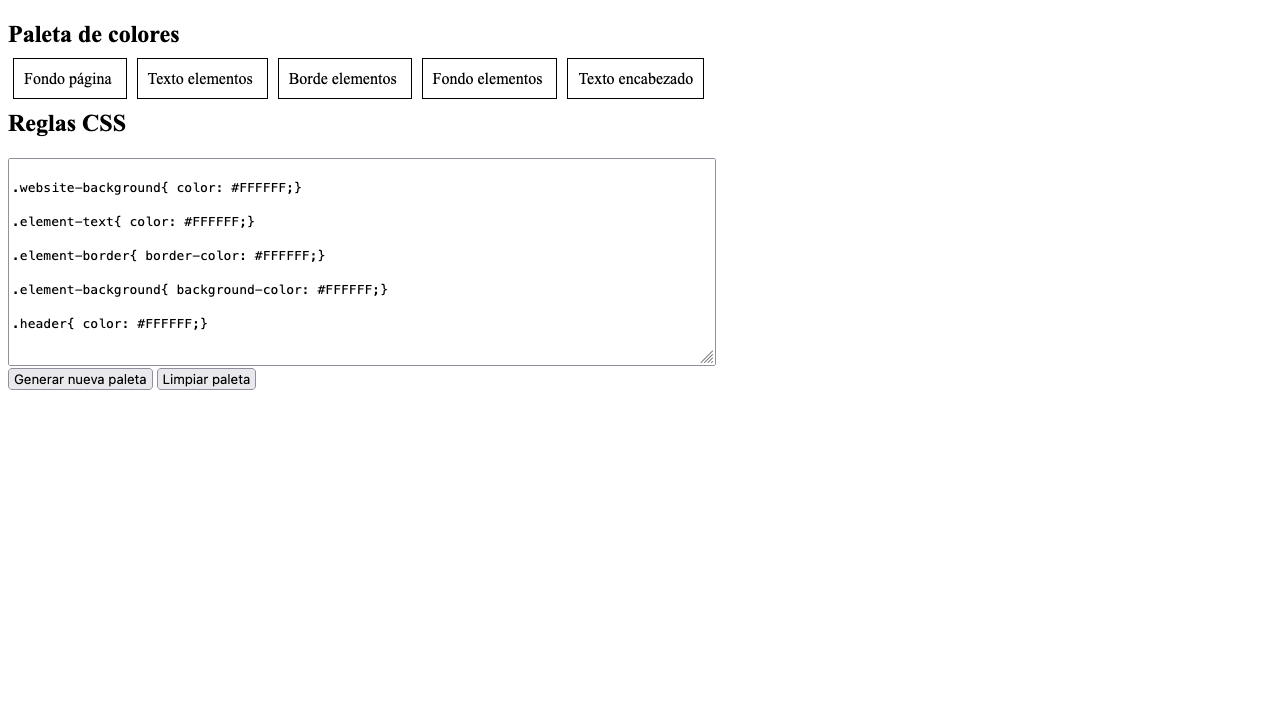 Paleta de colores
Fondo página Texto elementos Borde elementos Fondo elementos Texto encabezado
Reglas CSS
.website-background{ color: #FFFFFF;}
.element-text{ color: #FFFFFF;}
.element-border{ border-color: #FFFFFF;}
.element-background{ background-color: #FFFFFF;}
.header{ color: #FFFFFF;}
Generar nueva paleta Limpiar paleta